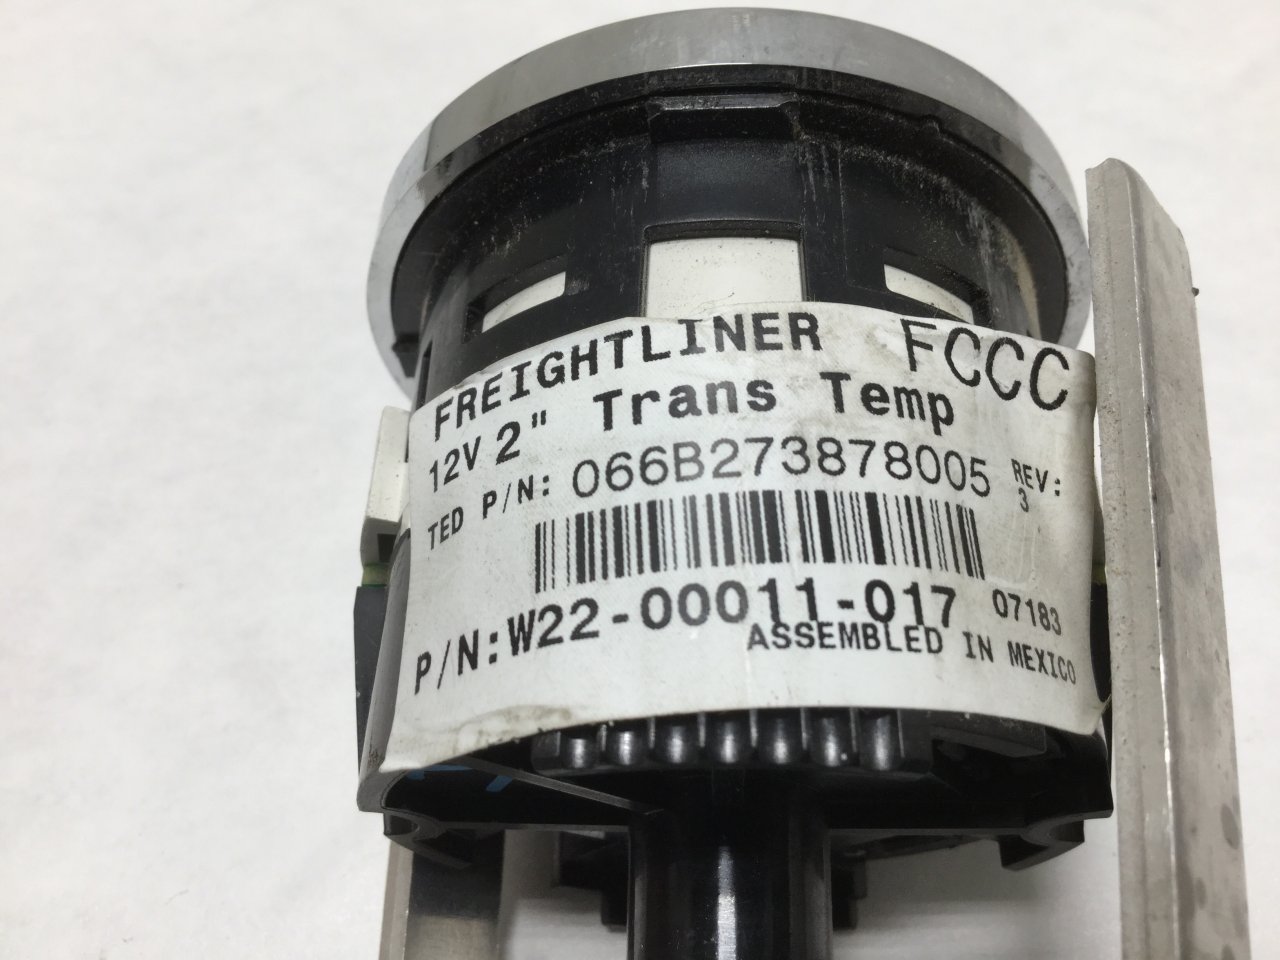 FREIGHTLINER FCCC
12V 2" Trans Temp
TED P/N: 066B273878005 REV: 3
P/N:W22-00011-017 07183
ASSEMBLED IN MEXICO